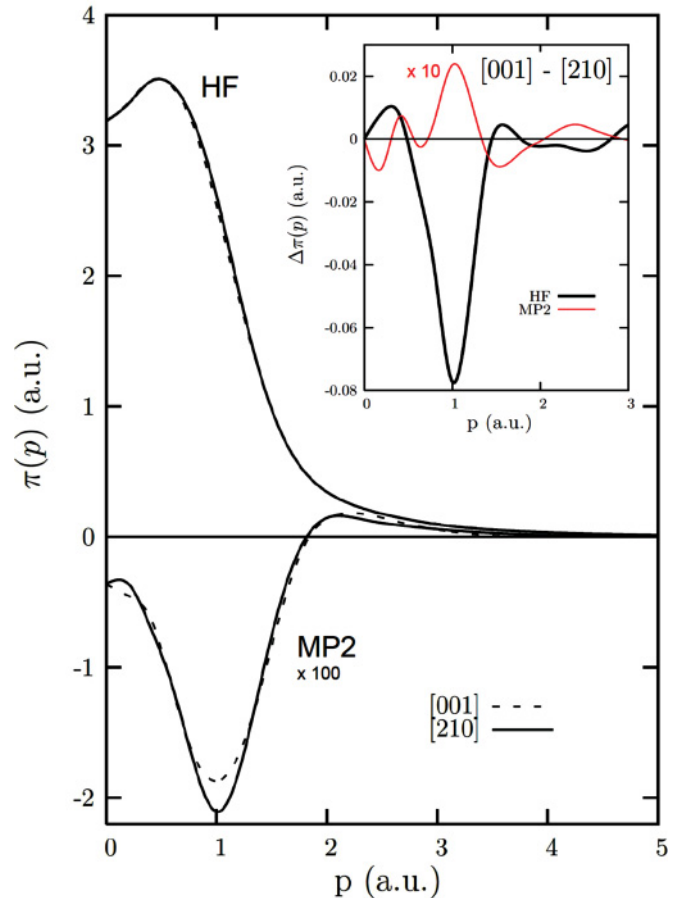 4
3
2
1
0
-1
-2
π(p) (a.u.)
HF
MP2
x 100
[001]
[210]
0
1
2
3
4
5
p (a.u.)
x 10
[001] - [210]
0.02
0
-0.02
-0.04
-0.06
-0.08
Δπ(p) (a.u.)
HF
MP2
0
1
2
3
p (a.u.)